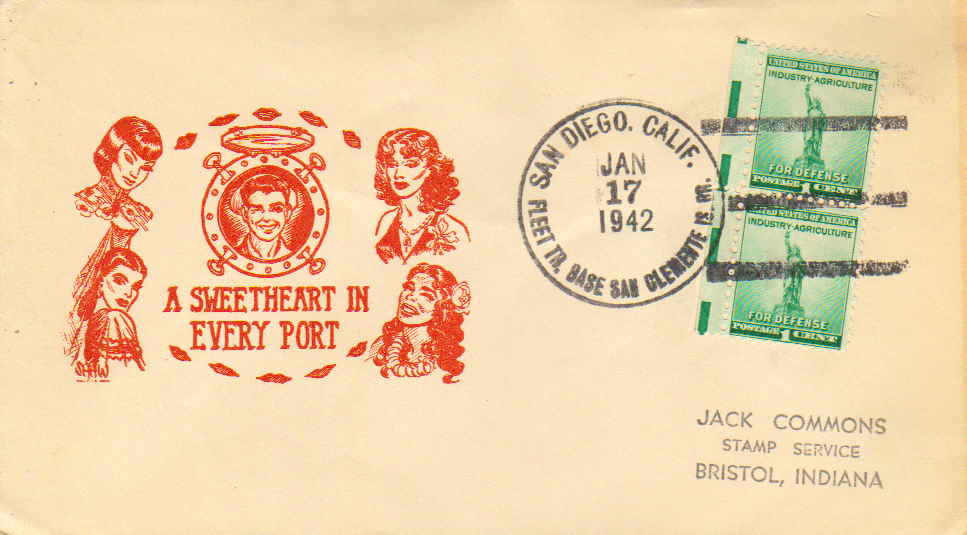 A SWEETHEART IN
EVERY PORT
SHAW
SAN DIEGO. CALIF.
JAN
17
1942
FLEET TR. BASE SAN CLEMENTE IS. BR.
UNITED STATES OF AMERICA
INDUSTRY·AGRICULTURE
FOR DEFENSE
POSTAGE 1 CENT
UNITED STATES OF AMERICA
INDUSTRY·AGRICULTURE
FOR DEFENSE
POSTAGE 1 CENT
JACK COMMONS
STAMP SERVICE
BRISTOL, INDIANA